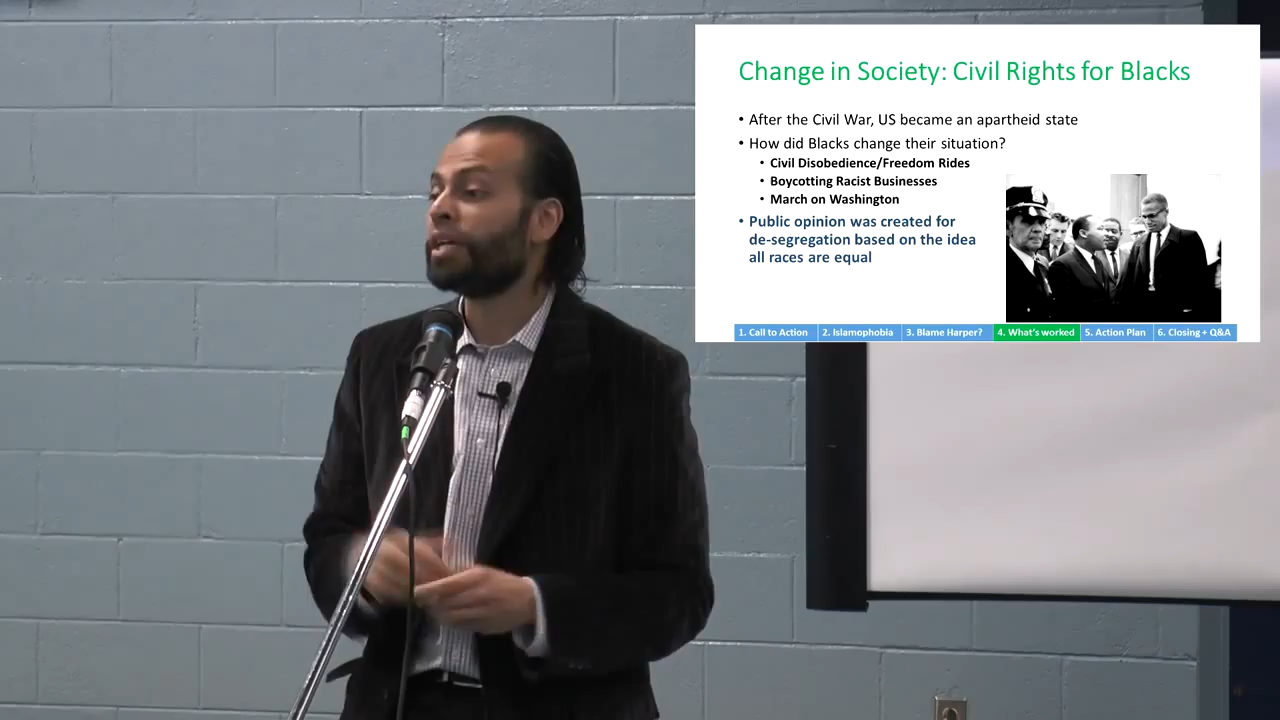 Change in Society: Civil Rights for Blacks
• After the Civil War, US became an apartheid state
• How did Blacks change their situation?
• Civil Disobedience/Freedom Rides
• Boycotting Racist Businesses
• March on Washington
• Public opinion was created for
de-segregation based on the idea
all races are equal
1. Call to Action 2. Islamophobia 3. Blame Harper? 4. What's worked 5. Action Plan 6. Closing + Q&A